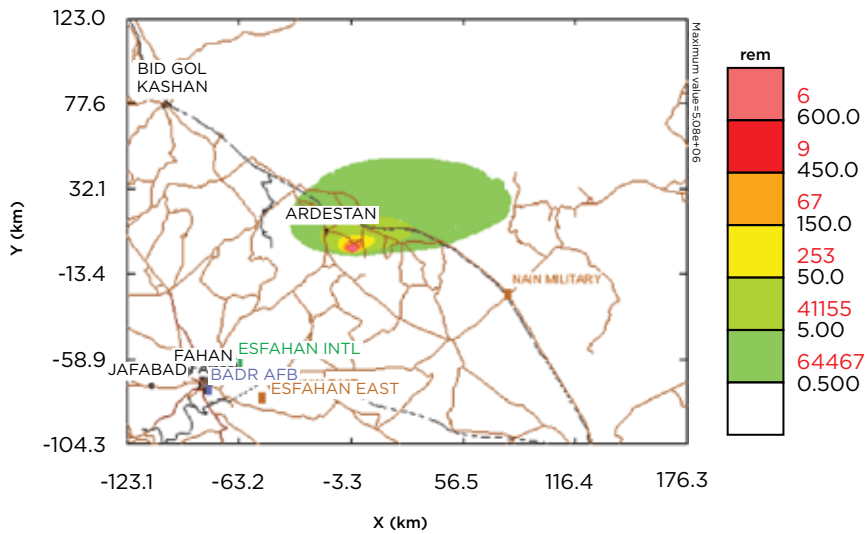 123.0
77.6
32.1
-13.4
-58.9
-104.3
Y (km)
-123.1
-63.2
-3.3
56.5
116.4
176.3
X (km)
BID GOL
KASHAN
ARDESTAN
NAIN MILITARY
ESFAHAN INTL
FAHAN
JAFABAD
BADR AFB
ESFAHAN EAST
Maximum value=5.08e+06
rem
6
600.0
9
450.0
67
150.0
253
50.0
41155
5.00
64467
0.500